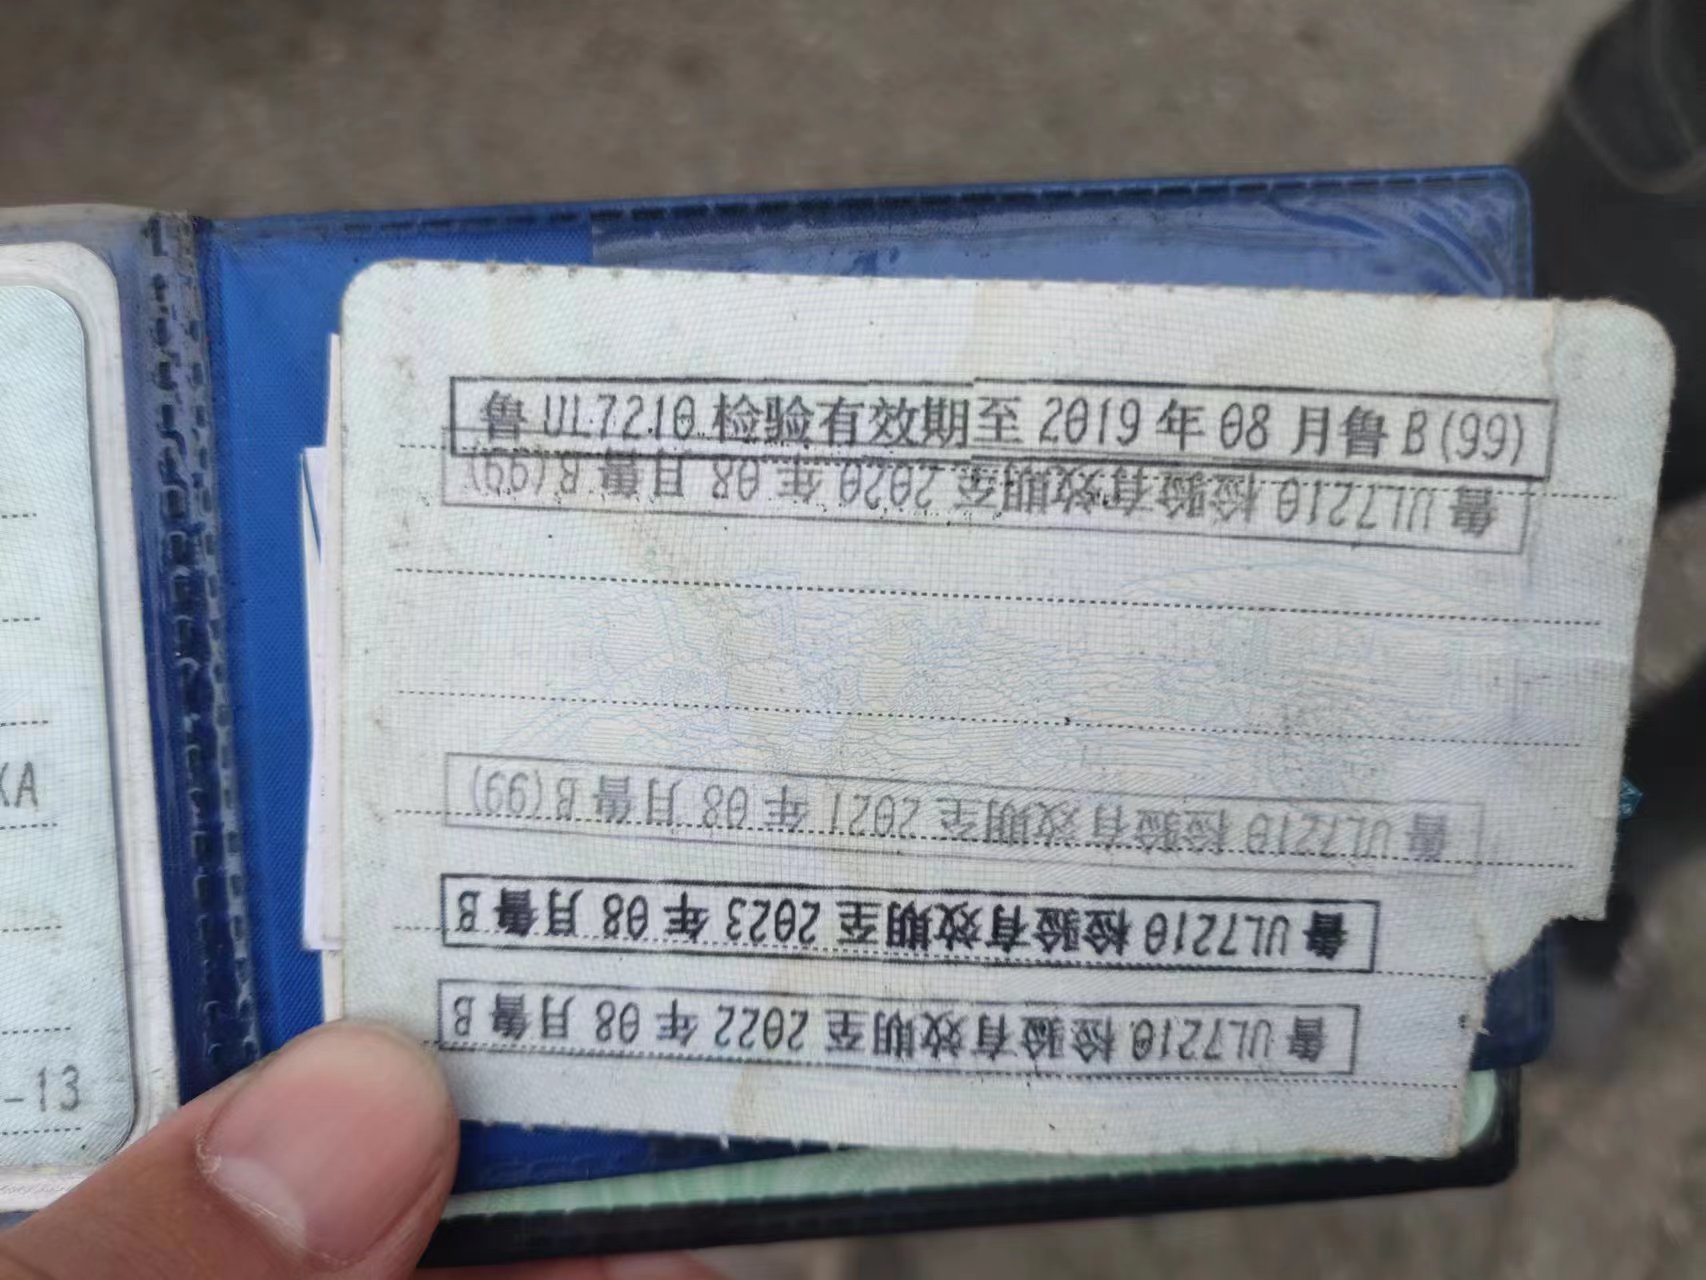 鲁UL7210检验有效期至2019年08月鲁B(99)
鲁UL7210检验有效期至2020年08月鲁B(99)
鲁UL7210检验有效期至2021年08月鲁B(99)
鲁UL7210检验有效期至2023年08月鲁B
鲁UL7210检验有效期至2022年08月鲁B
XA
-13